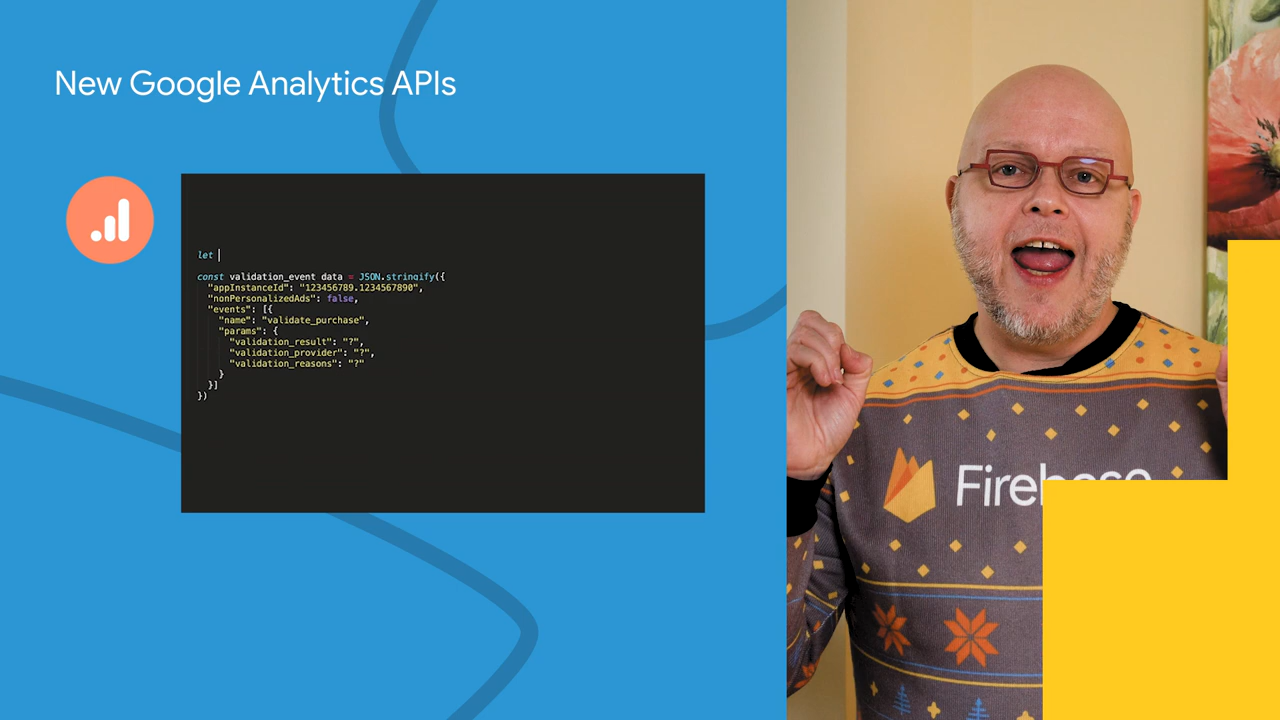 New Google Analytics APIs
let
const validation_event_data = JSON.stringify({
"appInstanceId": "123456789.1234567890",
"nonPersonalizedAds": false,
"events": [{
"name": "validate_purchase",
"params": {
"validation_result": "?",
"validation_provider": "?",
"validation_reasons": "?"
}
}]
})
Firebase